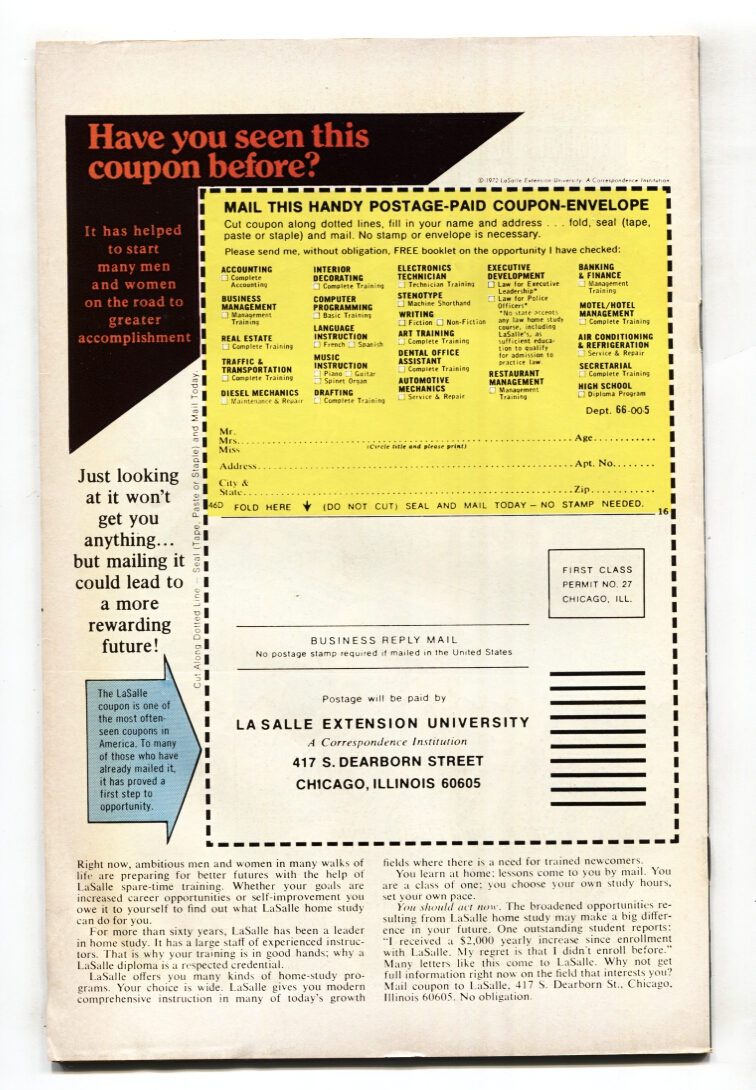 Have you seen this
coupon before?
© 1972 LaSalle Extension University, A Correspondence Institution
It has helped
to start
many men
and women
on the road to
greater
accomplishment
Just looking
at it won't
get you
anything...
but mailing it
could lead to
a more
rewarding
future!
The LaSalle
coupon is one of
the most often-
seen coupons in
America. To many
of those who have
already mailed it,
it has proved a
first step to
opportunity.
Cut Along Dotted Line — Seal (Tape, Paste or Staple) and Mail Today.
MAIL THIS HANDY POSTAGE-PAID COUPON-ENVELOPE
Cut coupon along dotted lines, fill in your name and address . . . fold, seal (tape,
paste or staple) and mail. No stamp or envelope is necessary.
Please send me, without obligation, FREE booklet on the opportunity I have checked:
ACCOUNTING
Complete
Accounting
BUSINESS
MANAGEMENT
Management
Training
REAL ESTATE
Complete Training
TRAFFIC &
TRANSPORTATION
Complete Training
DIESEL MECHANICS
Maintenance & Repair
INTERIOR
DECORATING
Complete Training
COMPUTER
PROGRAMMING
Basic Training
LANGUAGE
INSTRUCTION
French Spanish
MUSIC
INSTRUCTION
Piano Guitar
Spinet Organ
DRAFTING
Complete Training
ELECTRONICS
TECHNICIAN
Technician Training
STENOTYPE
Machine Shorthand
WRITING
Fiction Non-Fiction
ART TRAINING
Complete Training
DENTAL OFFICE
ASSISTANT
Complete Training
AUTOMOTIVE
MECHANICS
Service & Repair
EXECUTIVE
DEVELOPMENT
Law for Executive
Leadership*
Law for Police
Officers*
*No state accepts
any law home study
course, including
LaSalle's, as
sufficient educa-
tion to qualify
for admission to
practice law
RESTAURANT
MANAGEMENT
Management
Training
BANKING
& FINANCE
Management
Training
MOTEL/HOTEL
MANAGEMENT
Complete Training
AIR CONDITIONING
& REFRIGERATION
Service & Repair
SECRETARIAL
Complete Training
HIGH SCHOOL
Diploma Program
Dept. 66-005
Mr.
Mrs. Age
Miss (Circle title and please print)
Address Apt. No.
City &
State Zip
46D FOLD HERE (DO NOT CUT) SEAL AND MAIL TODAY – NO STAMP NEEDED. 16
FIRST CLASS
PERMIT NO. 27
CHICAGO, ILL.
BUSINESS REPLY MAIL
No postage stamp required if mailed in the United States
Postage will be paid by
LA SALLE EXTENSION UNIVERSITY
A Correspondence Institution
417 S. DEARBORN STREET
CHICAGO, ILLINOIS 60605
Right now, ambitious men and women in many walks of
life are preparing for better futures with the help of
LaSalle spare-time training. Whether your goals are
increased career opportunities or self-improvement you
owe it to yourself to find out what LaSalle home study
can do for you.
For more than sixty years, LaSalle has been a leader
in home study. It has a large staff of experienced instruc-
tors. That is why your training is in good hands; why a
LaSalle diploma is a respected credential.
LaSalle offers you many kinds of home-study pro-
grams. Your choice is wide. LaSalle gives you modern
comprehensive instruction in many of today's growth
fields where there is a need for trained newcomers.
You learn at home; lessons come to you by mail. You
are a class of one; you choose your own study hours,
set your own pace.
You should act now. The broadened opportunities re-
sulting from LaSalle home study may make a big differ-
ence in your future. One outstanding student reports:
"I received a $2,000 yearly increase since enrollment
with LaSalle. My regret is that I didn't enroll before."
Many letters like this come to LaSalle. Why not get
full information right now on the field that interests you?
Mail coupon to LaSalle, 417 S. Dearborn St., Chicago,
Illinois 60605. No obligation.